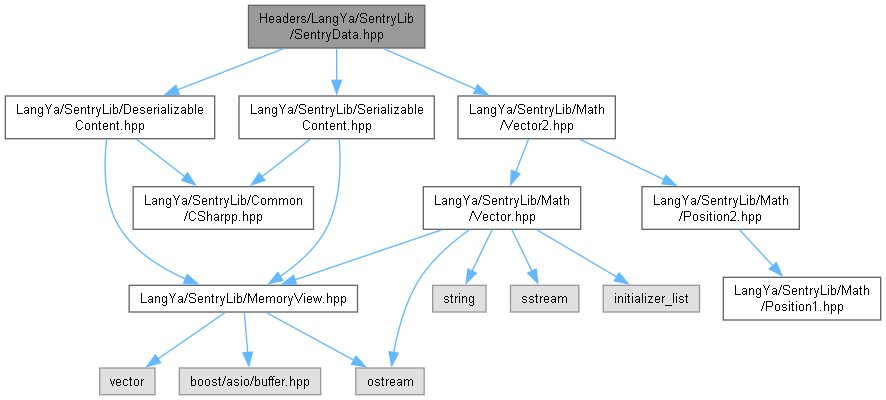 Headers/LangYa/SentryLib
/SentryData.hpp
LangYa/SentryLib/Deserializable
Content.hpp
LangYa/SentryLib/Serializable
Content.hpp
LangYa/SentryLib/Math
/Vector2.hpp
LangYa/SentryLib/Common
/CSharpp.hpp
LangYa/SentryLib/Math
/Vector.hpp
LangYa/SentryLib/Math
/Position2.hpp
LangYa/SentryLib/MemoryView.hpp
string
sstream
initializer_list
LangYa/SentryLib/Math
/Position1.hpp
vector
boost/asio/buffer.hpp
ostream